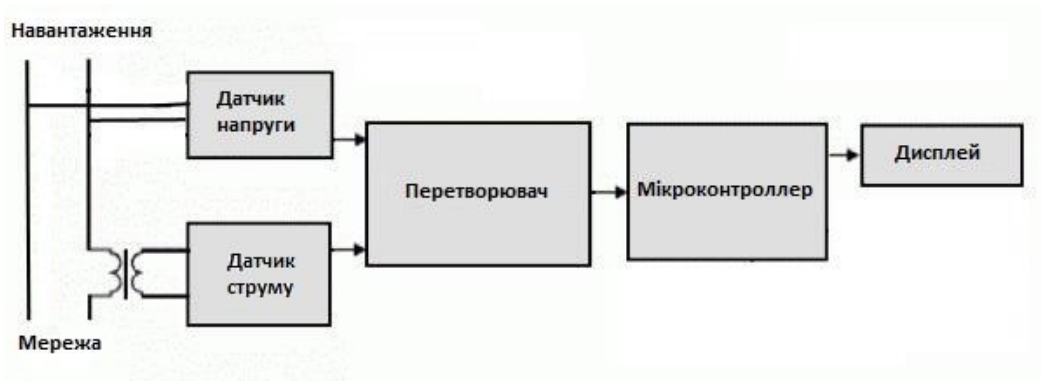 Навантаження
Датчик
напруги
Перетворювач
Мікроконтроллер
Дисплей
Датчик
струму
Мережа